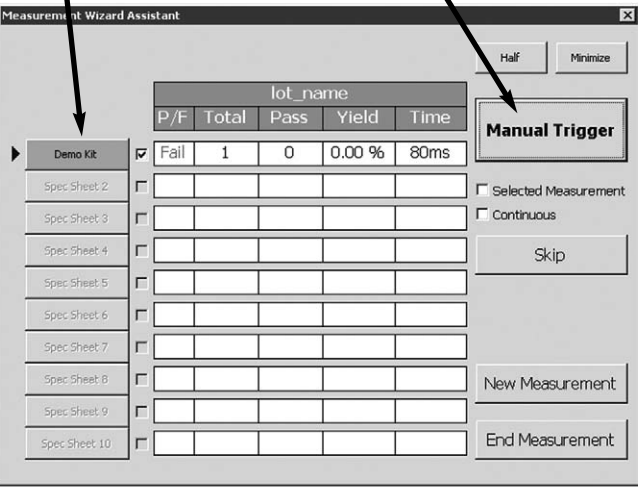 Measurement Wizard Assistant
Half Minimize
lot_name
P/F Total Pass Yield Time
Manual Trigger
Demo Kit Fail 1 0 0.00 % 80ms
Spec Sheet 2
Selected Measurement
Spec Sheet 3
Continuous
Spec Sheet 4
Skip
Spec Sheet 5
Spec Sheet 6
Spec Sheet 7
Spec Sheet 8
New Measurement
Spec Sheet 9
Spec Sheet 10
End Measurement